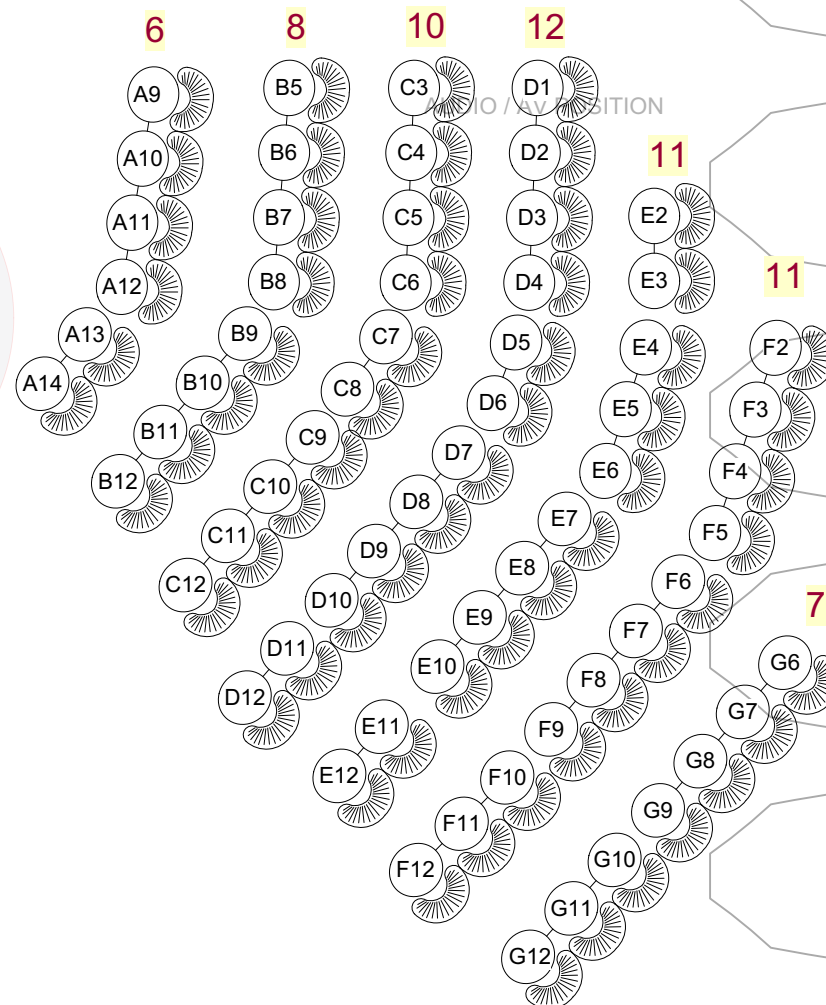 6
8
10
12
11
11
7
A9
A10
A11
A12
A13
A14
B5
B6
B7
B8
B9
B10
B11
B12
C3
C4
C5
C6
C7
C8
C9
C10
C11
C12
D1
D2
D3
D4
D5
D6
D7
D8
D9
D10
D11
D12
E2
E3
E4
E5
E6
E7
E8
E9
E10
E11
E12
F2
F3
F4
F5
F6
F7
F8
F9
F10
F11
F12
G6
G7
G8
G9
G10
G11
G12
AUDIO / AV POSITION